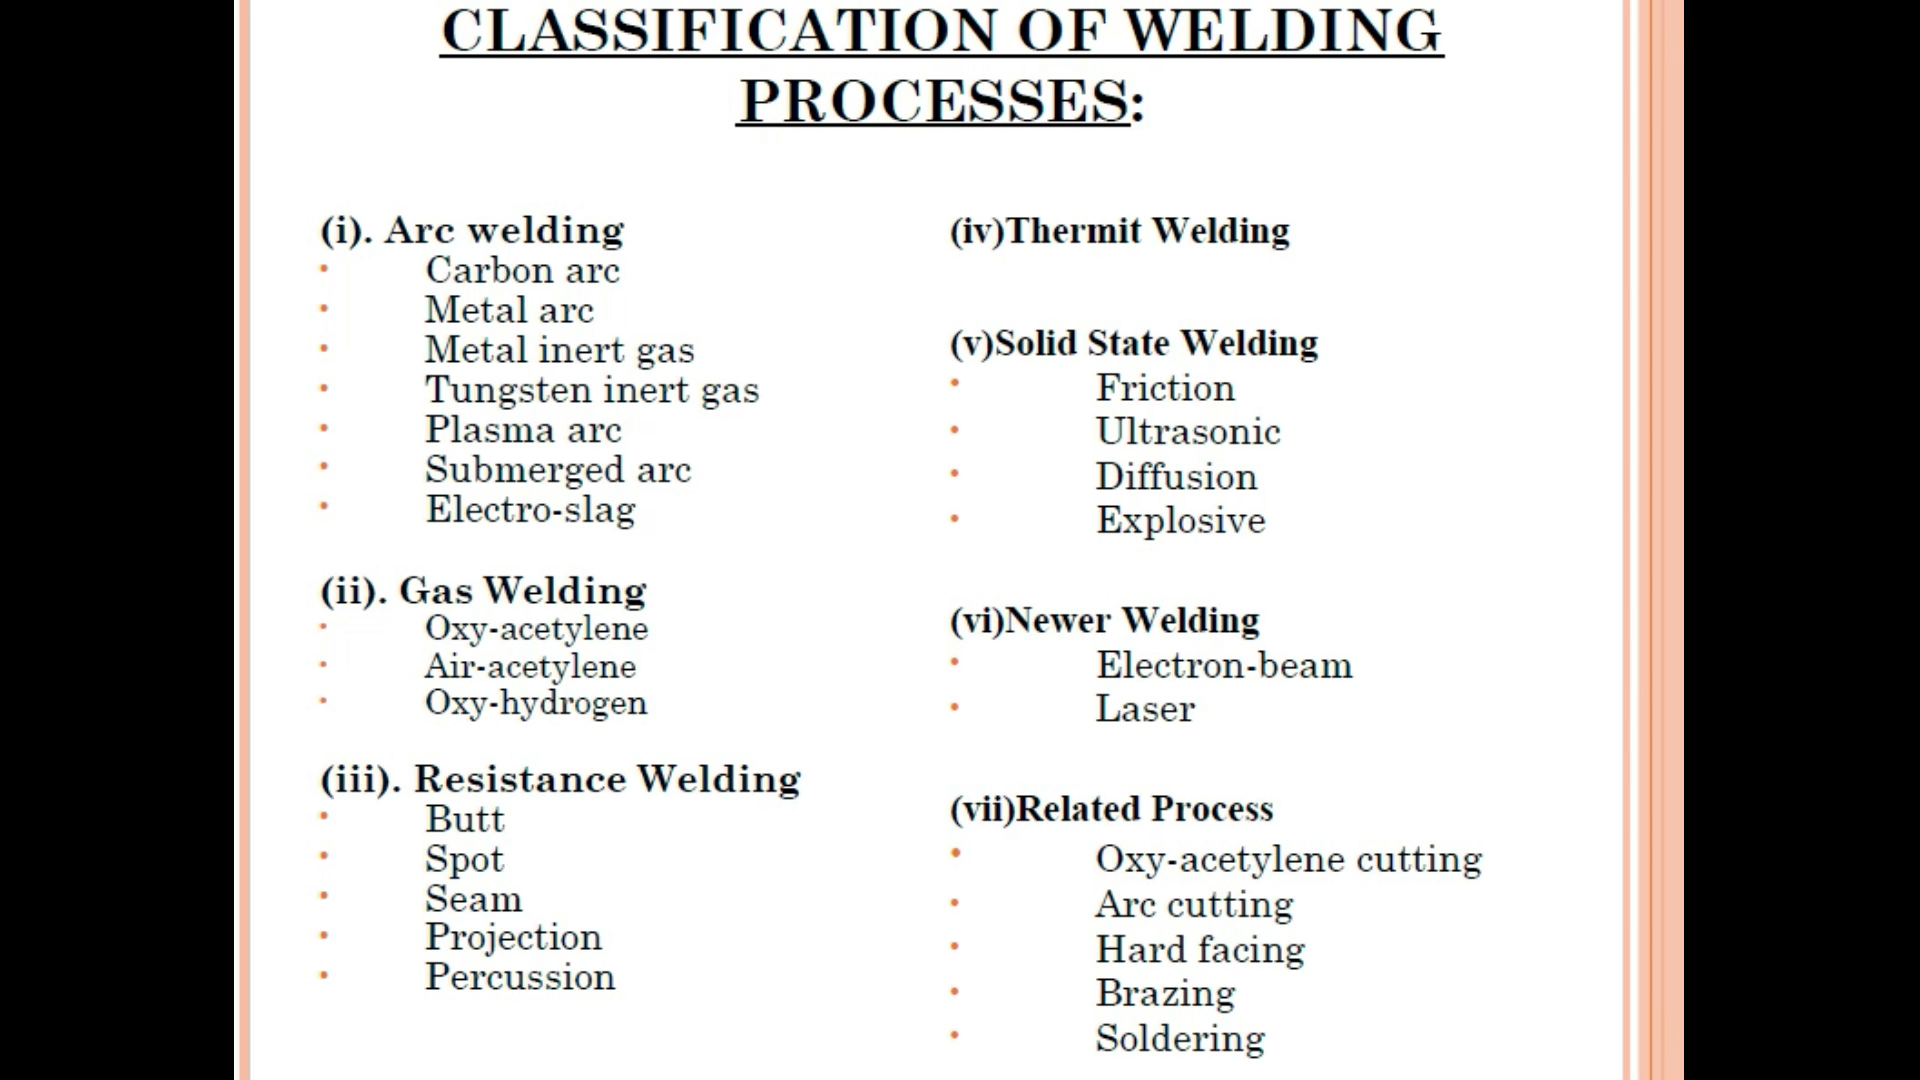 CLASSIFICATION OF WELDING
PROCESSES:
(i). Arc welding
• Carbon arc
• Metal arc
• Metal inert gas
• Tungsten inert gas
• Plasma arc
• Submerged arc
• Electro-slag
(ii). Gas Welding
• Oxy-acetylene
• Air-acetylene
• Oxy-hydrogen
(iii). Resistance Welding
• Butt
• Spot
• Seam
• Projection
• Percussion
(iv)Thermit Welding
(v)Solid State Welding
• Friction
• Ultrasonic
• Diffusion
• Explosive
(vi)Newer Welding
• Electron-beam
• Laser
(vii)Related Process
• Oxy-acetylene cutting
• Arc cutting
• Hard facing
• Brazing
• Soldering